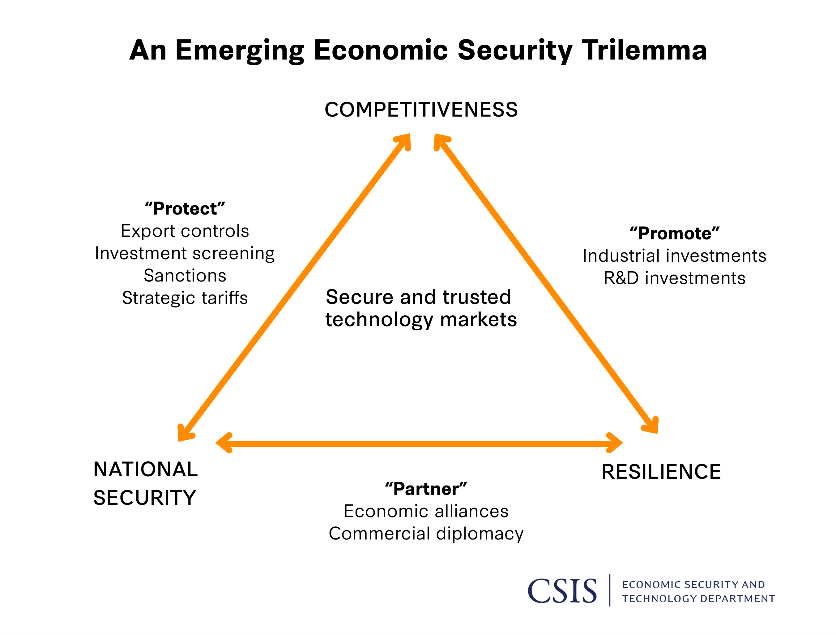 An Emerging Economic Security Trilemma
COMPETITIVENESS
“Protect”
Export controls
Investment screening
Sanctions
Strategic tariffs
“Promote”
Industrial investments
R&D investments
Secure and trusted
technology markets
NATIONAL
SECURITY
RESILIENCE
“Partner”
Economic alliances
Commercial diplomacy
CSIS
ECONOMIC SECURITY AND
TECHNOLOGY DEPARTMENT